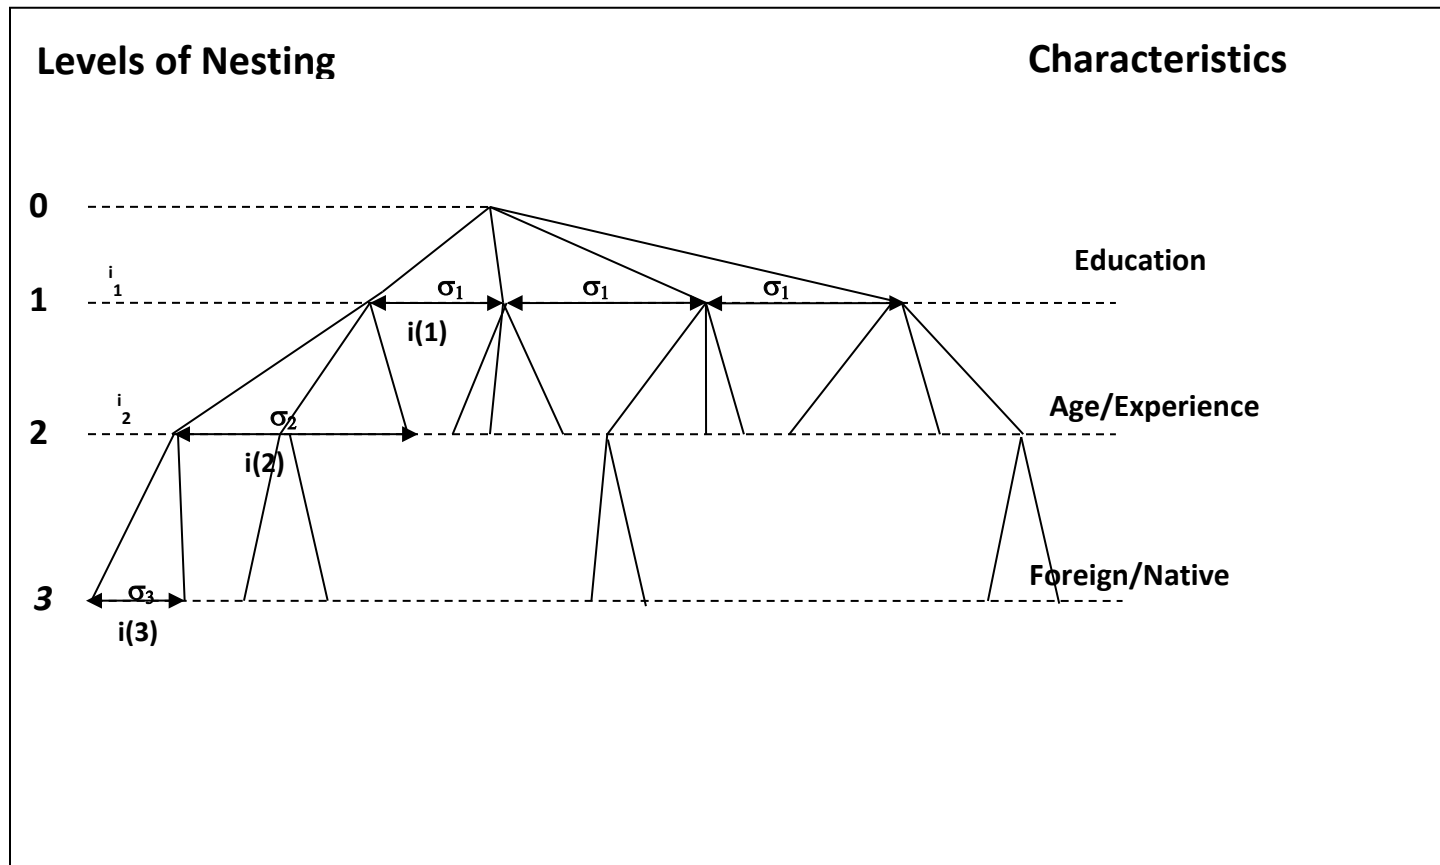 Levels of Nesting
Characteristics
0
Education
i
1
σ₁ σ₁ σ₁
1
i(1)
i
2
Age/Experience
σ₂
2
i(2)
Foreign/Native
σ₃
3
i(3)